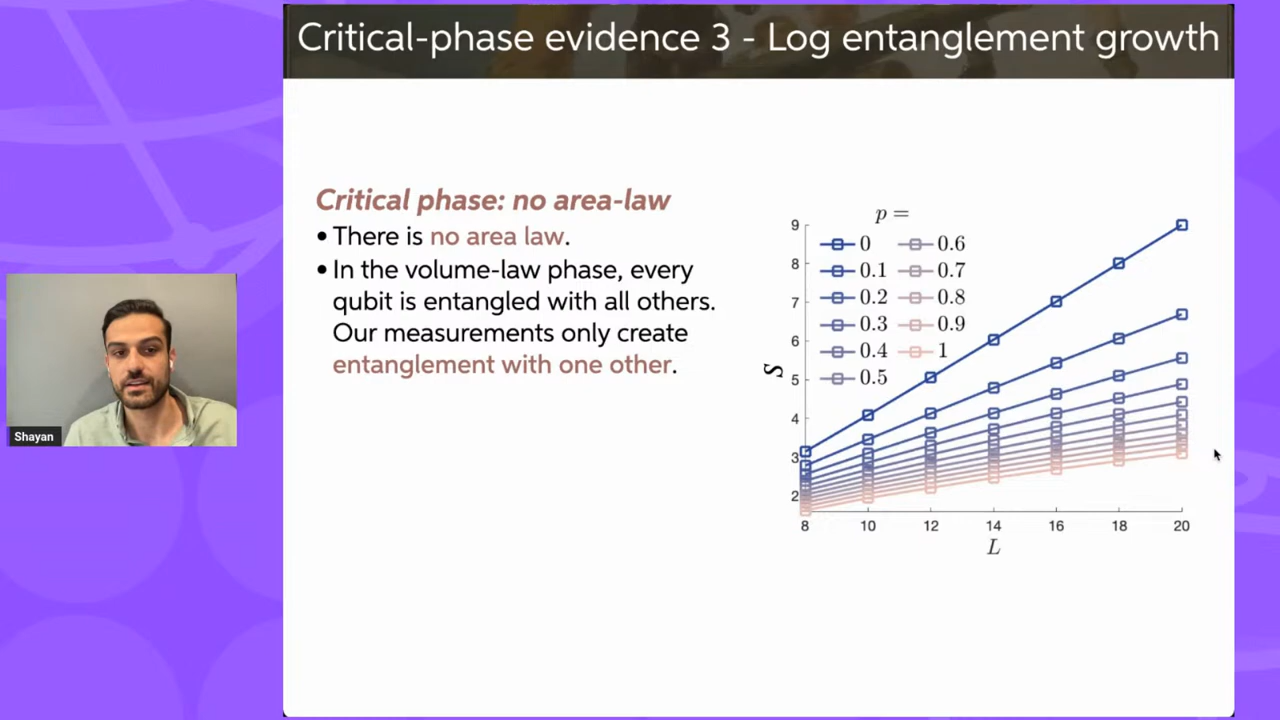 Critical-phase evidence 3 - Log entanglement growth
Critical phase: no area-law
• There is no area law.
• In the volume-law phase, every
qubit is entangled with all others.
Our measurements only create
entanglement with one other.
Shayan
p =
0 0.6
0.1 0.7
0.2 0.8
0.3 0.9
0.4 1
0.5
S
9
8
7
6
5
4
3
2
8 10 12 14 16 18 20
L